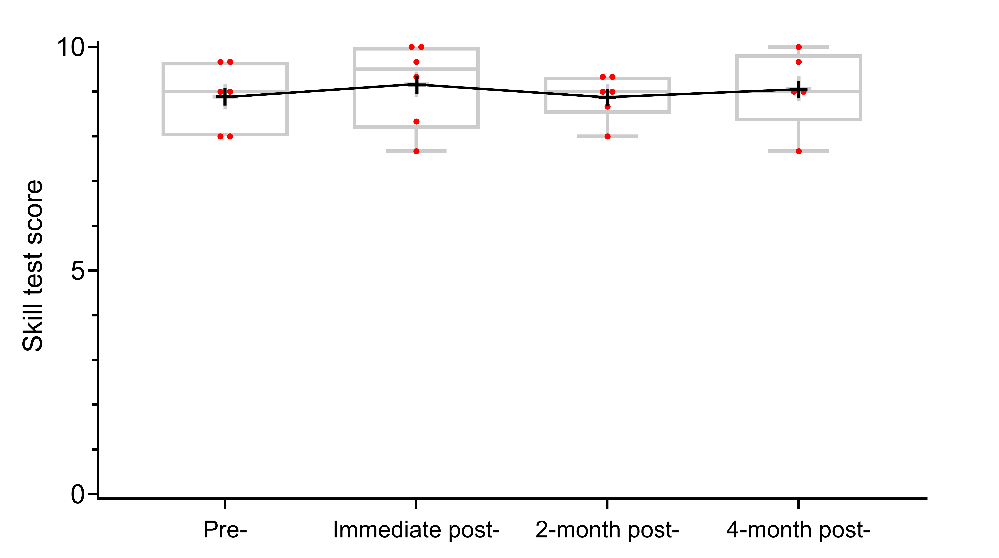 Skill test score
10
5
0
Pre-
Immediate post-
2-month post-
4-month post-